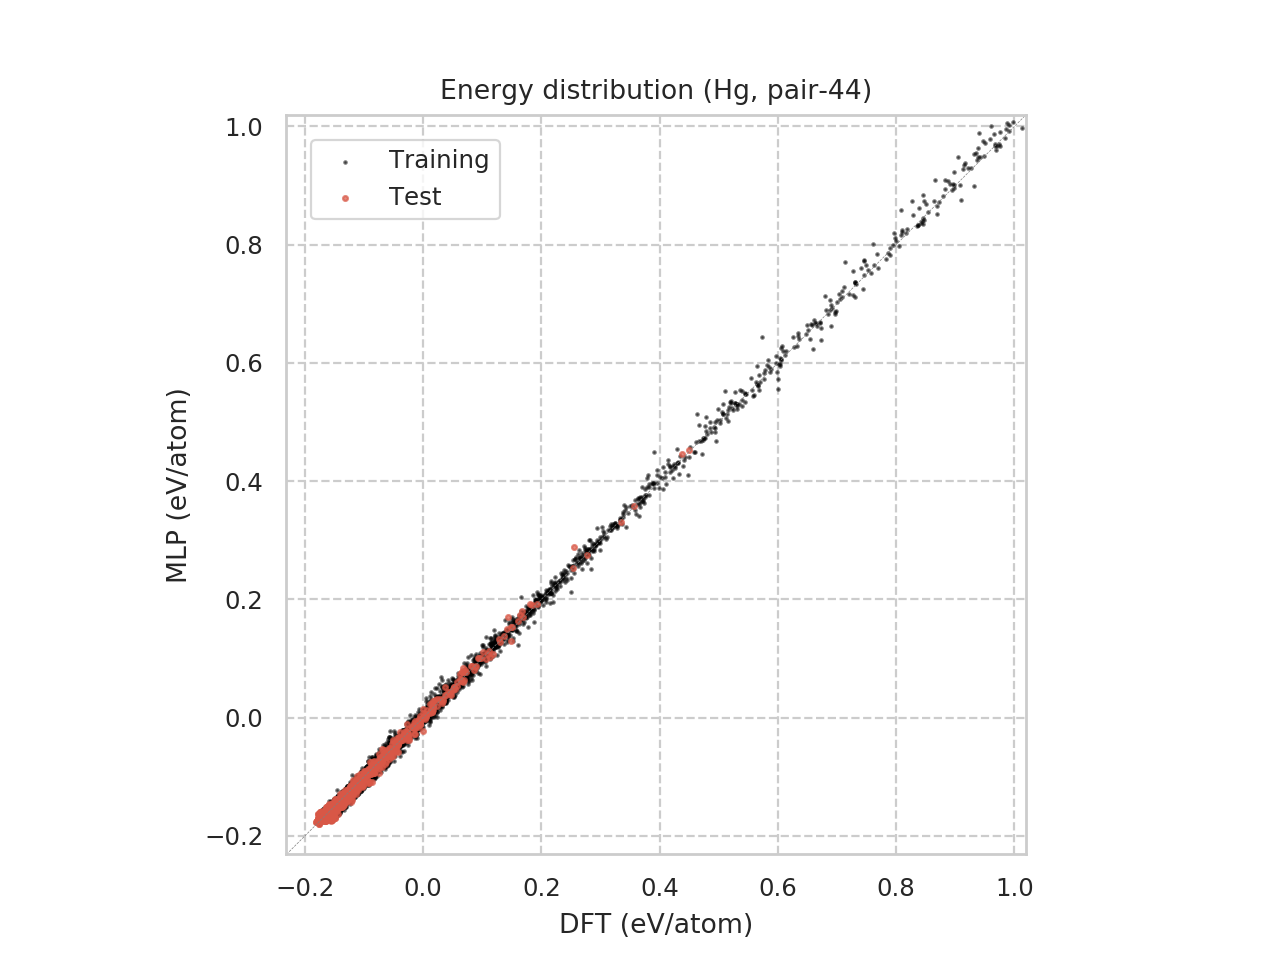 Energy distribution (Hg, pair-44)
Training
Test
MLP (eV/atom)
1.0
0.8
0.6
0.4
0.2
0.0
−0.2
−0.2 0.0 0.2 0.4 0.6 0.8 1.0
DFT (eV/atom)